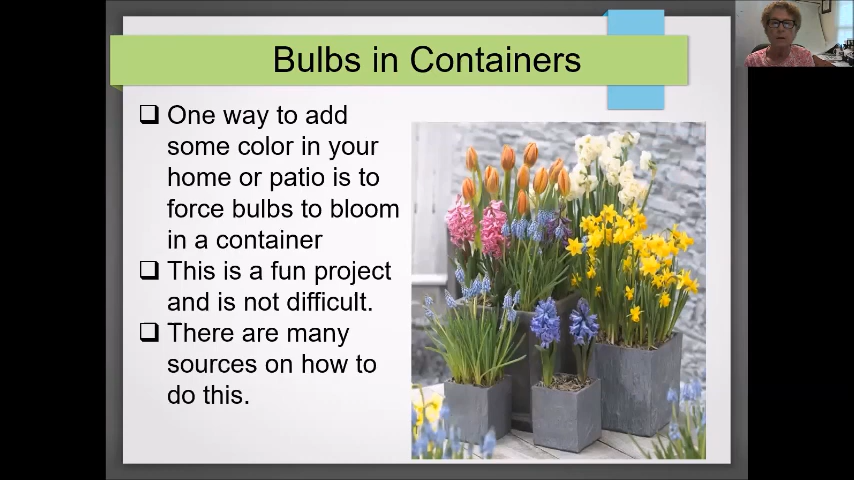 Bulbs in Containers
One way to add
some color in your
home or patio is to
force bulbs to bloom
in a container
This is a fun project
and is not difficult.
There are many
sources on how to
do this.